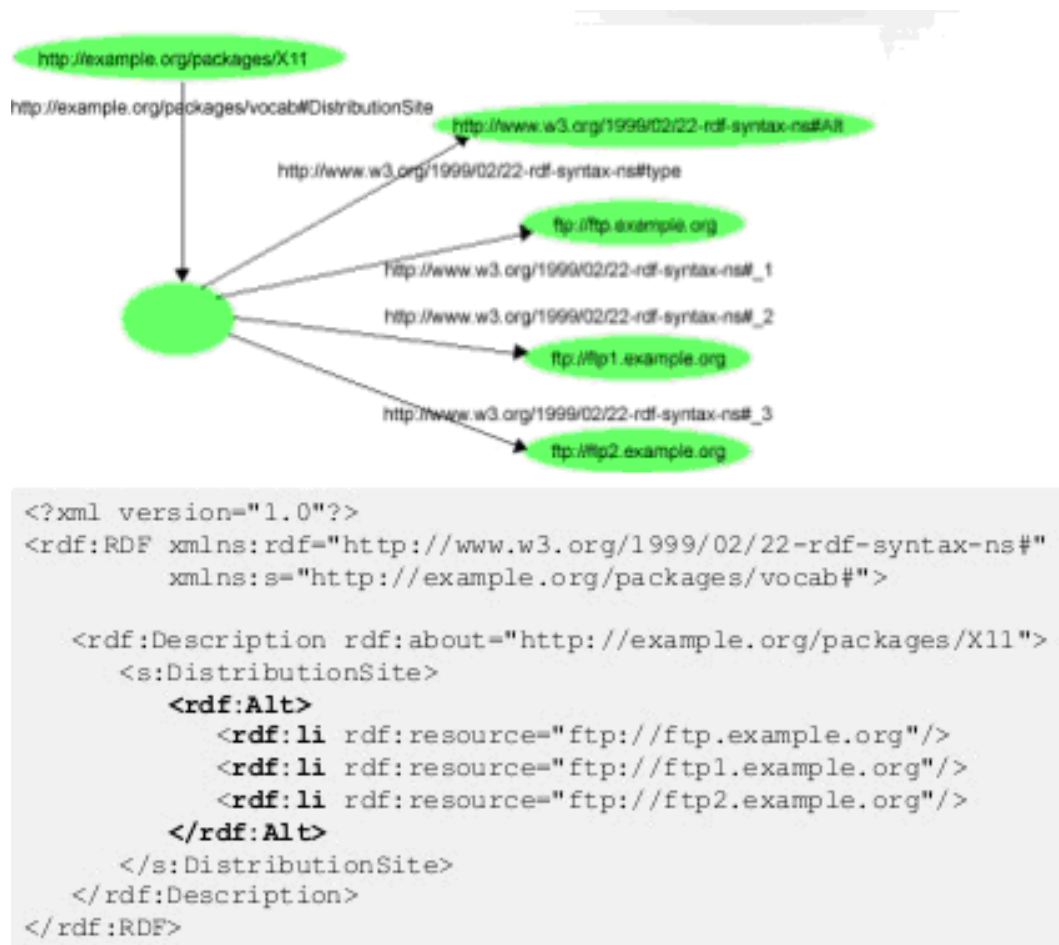 http://example.org/packages/X11
http://example.org/packages/vocab#DistributionSite
http://www.w3.org/1999/02/22-rdf-syntax-ns#Alt
http://www.w3.org/1999/02/22-rdf-syntax-ns#type
ftp://ftp.example.org
http://www.w3.org/1999/02/22-rdf-syntax-ns#_1
http://www.w3.org/1999/02/22-rdf-syntax-ns#_2
ftp://ftp1.example.org
http://www.w3.org/1999/02/22-rdf-syntax-ns#_3
ftp://ftp2.example.org
<?xml version="1.0"?>
<rdf:RDF xmlns:rdf="http://www.w3.org/1999/02/22-rdf-syntax-ns#"
xmlns:s="http://example.org/packages/vocab#">
<rdf:Description rdf:about="http://example.org/packages/X11">
<s:DistributionSite>
<rdf:Alt>
<rdf:li rdf:resource="ftp://ftp.example.org"/>
<rdf:li rdf:resource="ftp://ftp1.example.org"/>
<rdf:li rdf:resource="ftp://ftp2.example.org"/>
</rdf:Alt>
</s:DistributionSite>
</rdf:Description>
</rdf:RDF>